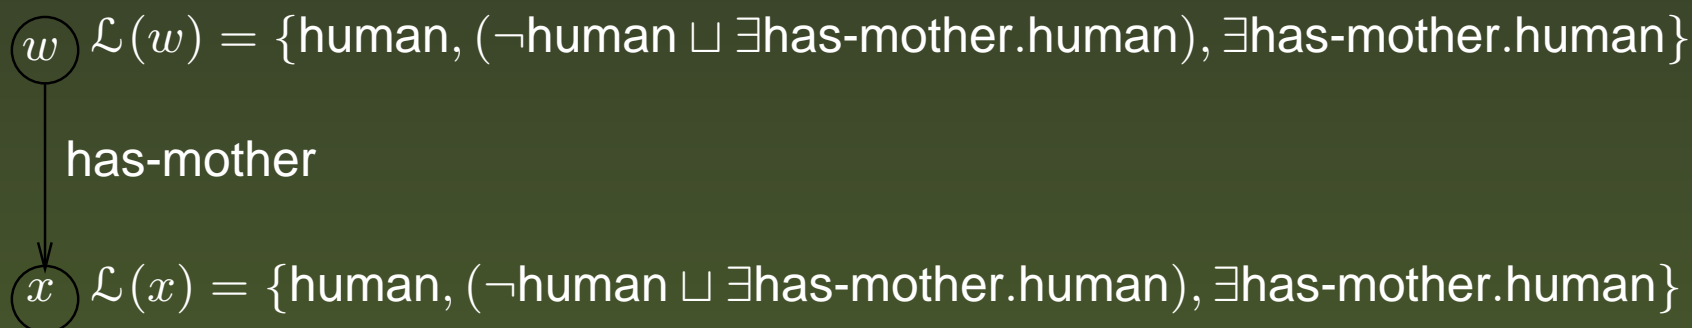 w ℒ(w) = {human, (¬human ⊔ ∃has-mother.human), ∃has-mother.human}
has-mother
x ℒ(x) = {human, (¬human ⊔ ∃has-mother.human), ∃has-mother.human}